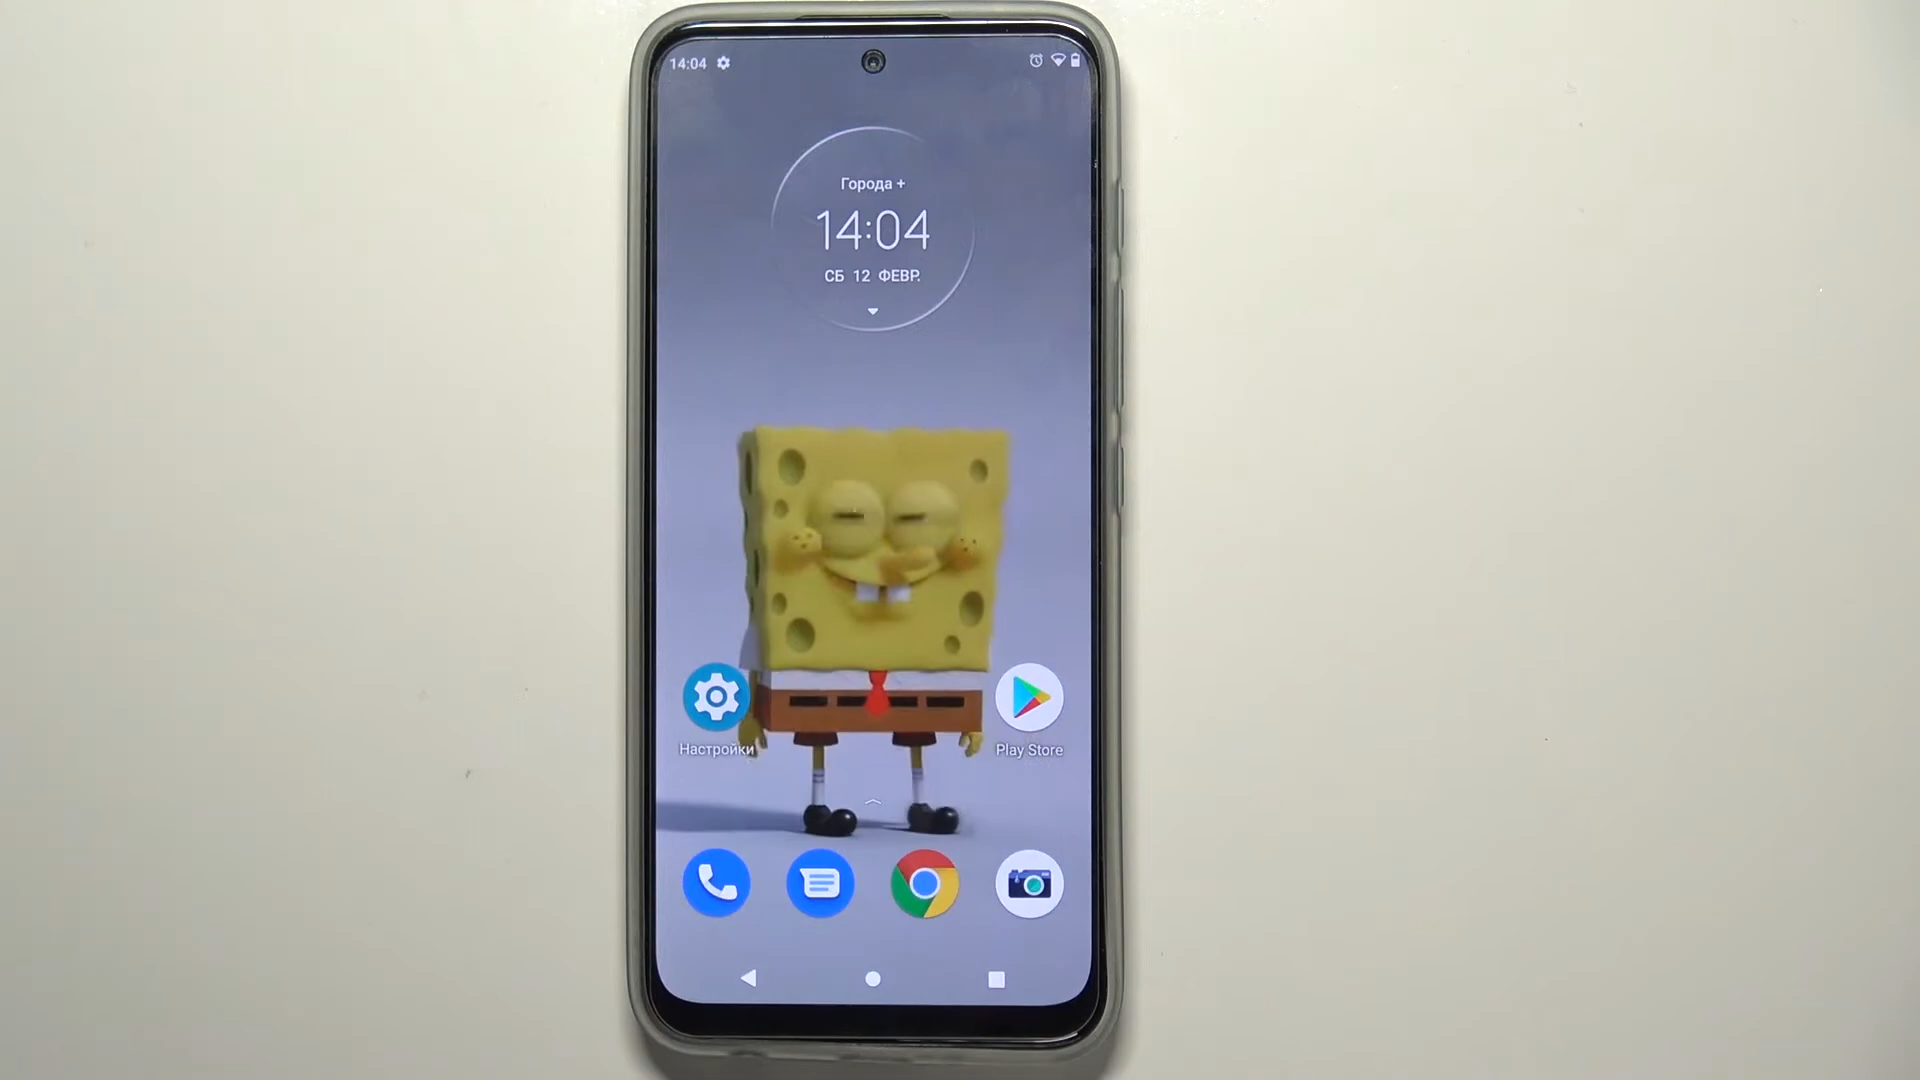 14:04
Города +
14:04
СБ 12 ФЕВР.
Настройки
Play Store